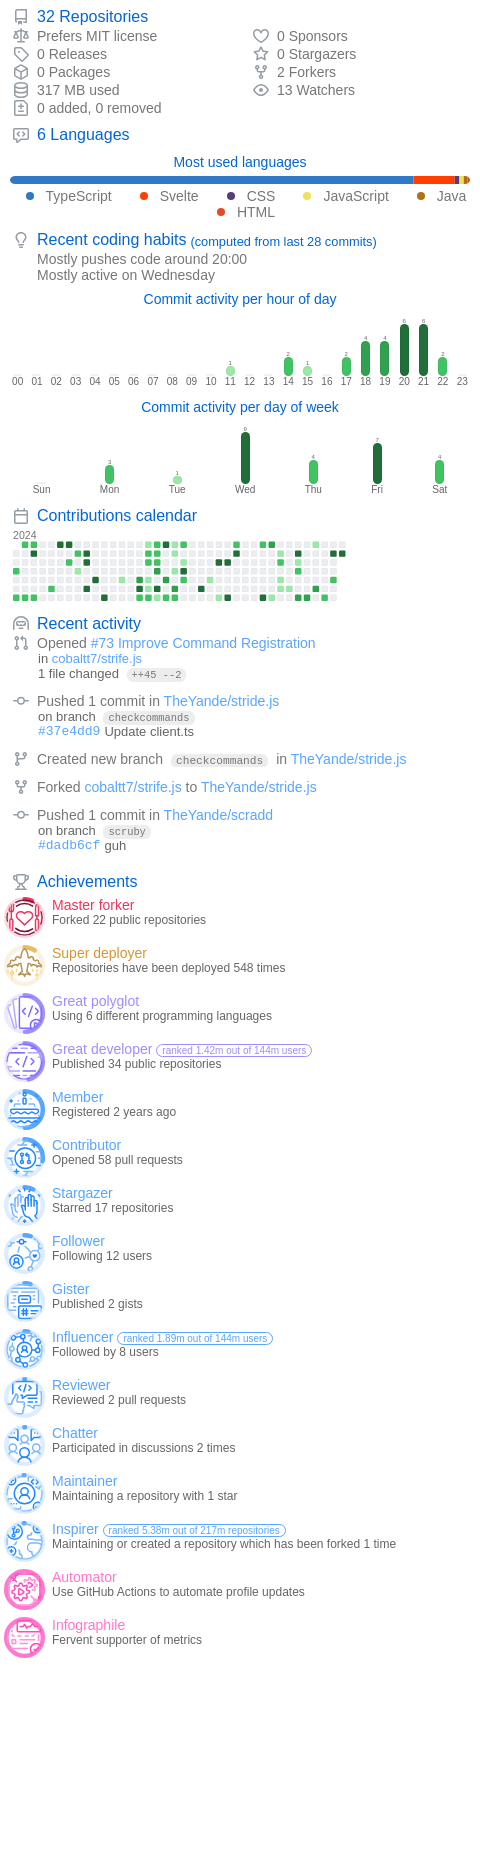 32 Repositories
Prefers MIT license
0 Sponsors
0 Releases
0 Stargazers
0 Packages
2 Forkers
317 MB used
13 Watchers
0 added, 0 removed
6 Languages
Most used languages
TypeScript Svelte CSS JavaScript Java
HTML
Recent coding habits (computed from last 28 commits)
Mostly pushes code around 20:00
Mostly active on Wednesday
Commit activity per hour of day
1 2 1 2 4 4 6 6 2
00 01 02 03 04 05 06 07 08 09 10 11 12 13 14 15 16 17 18 19 20 21 22 23
Commit activity per day of week
3 1 9 4 7 4
Sun Mon Tue Wed Thu Fri Sat
Contributions calendar
2024
Recent activity
Opened #73 Improve Command Registration
in cobaltt7/strife.js
1 file changed ++45 --2
Pushed 1 commit in TheYande/stride.js
on branch checkcommands
#37e4dd9 Update client.ts
Created new branch checkcommands in TheYande/stride.js
Forked cobaltt7/strife.js to TheYande/stride.js
Pushed 1 commit in TheYande/scradd
on branch scruby
#dadb6cf guh
Achievements
Master forker
Forked 22 public repositories
Super deployer
Repositories have been deployed 548 times
Great polyglot
Using 6 different programming languages
Great developer ranked 1.42m out of 144m users
Published 34 public repositories
Member
Registered 2 years ago
Contributor
Opened 58 pull requests
Stargazer
Starred 17 repositories
Follower
Following 12 users
Gister
Published 2 gists
Influencer ranked 1.89m out of 144m users
Followed by 8 users
Reviewer
Reviewed 2 pull requests
Chatter
Participated in discussions 2 times
Maintainer
Maintaining a repository with 1 star
Inspirer ranked 5.38m out of 217m repositories
Maintaining or created a repository which has been forked 1 time
Automator
Use GitHub Actions to automate profile updates
Infographile
Fervent supporter of metrics